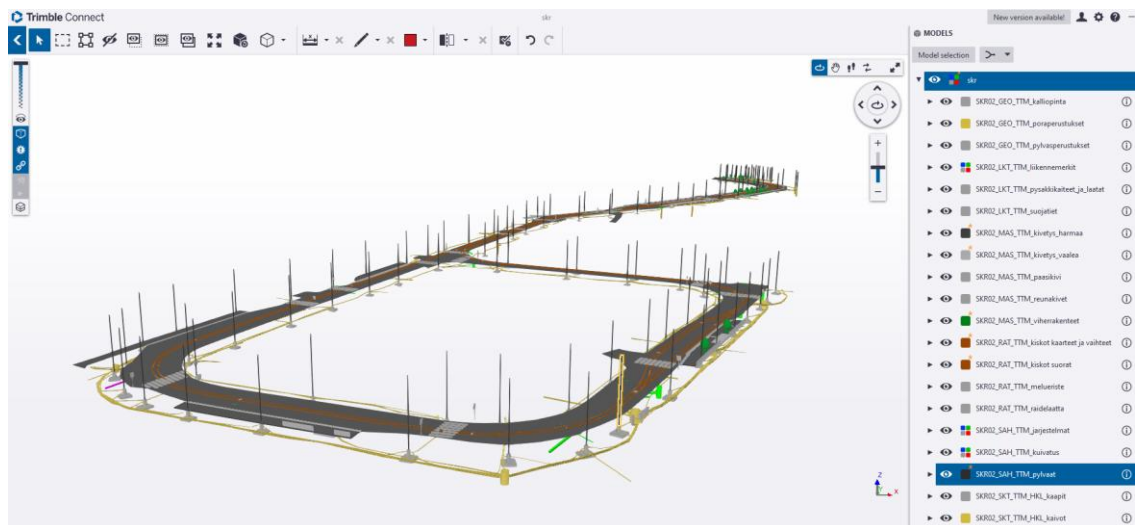 Trimble Connect
skr
New version available!
MODELS
Model selection
skr
SKR02_GEO_TTM_kalliopinta
SKR02_GEO_TTM_poraperustukset
SKR02_GEO_TTM_pylvasperustukset
SKR02_LKT_TTM_liikennemerkit
SKR02_LKT_TTM_pysakkikaiteet_ja_laatat
SKR02_LKT_TTM_suojatiet
SKR02_MAS_TTM_kivetys_harmaa
SKR02_MAS_TTM_kivetys_vaalea
SKR02_MAS_TTM_paasikivi
SKR02_MAS_TTM_reunakivet
SKR02_MAS_TTM_viherrakenteet
SKR02_RAT_TTM_kiskot kaarteet ja vaihteet
SKR02_RAT_TTM_kiskot suorat
SKR02_RAT_TTM_melueriste
SKR02_RAT_TTM_raidelaatta
SKR02_SAH_TTM_jarjestelmat
SKR02_SAH_TTM_kuivatus
SKR02_SAH_TTM_pylvaat
SKR02_SKT_TTM_HKL_kaapit
SKR02_SKT_TTM_HKL_kaivot
Z
Y
X